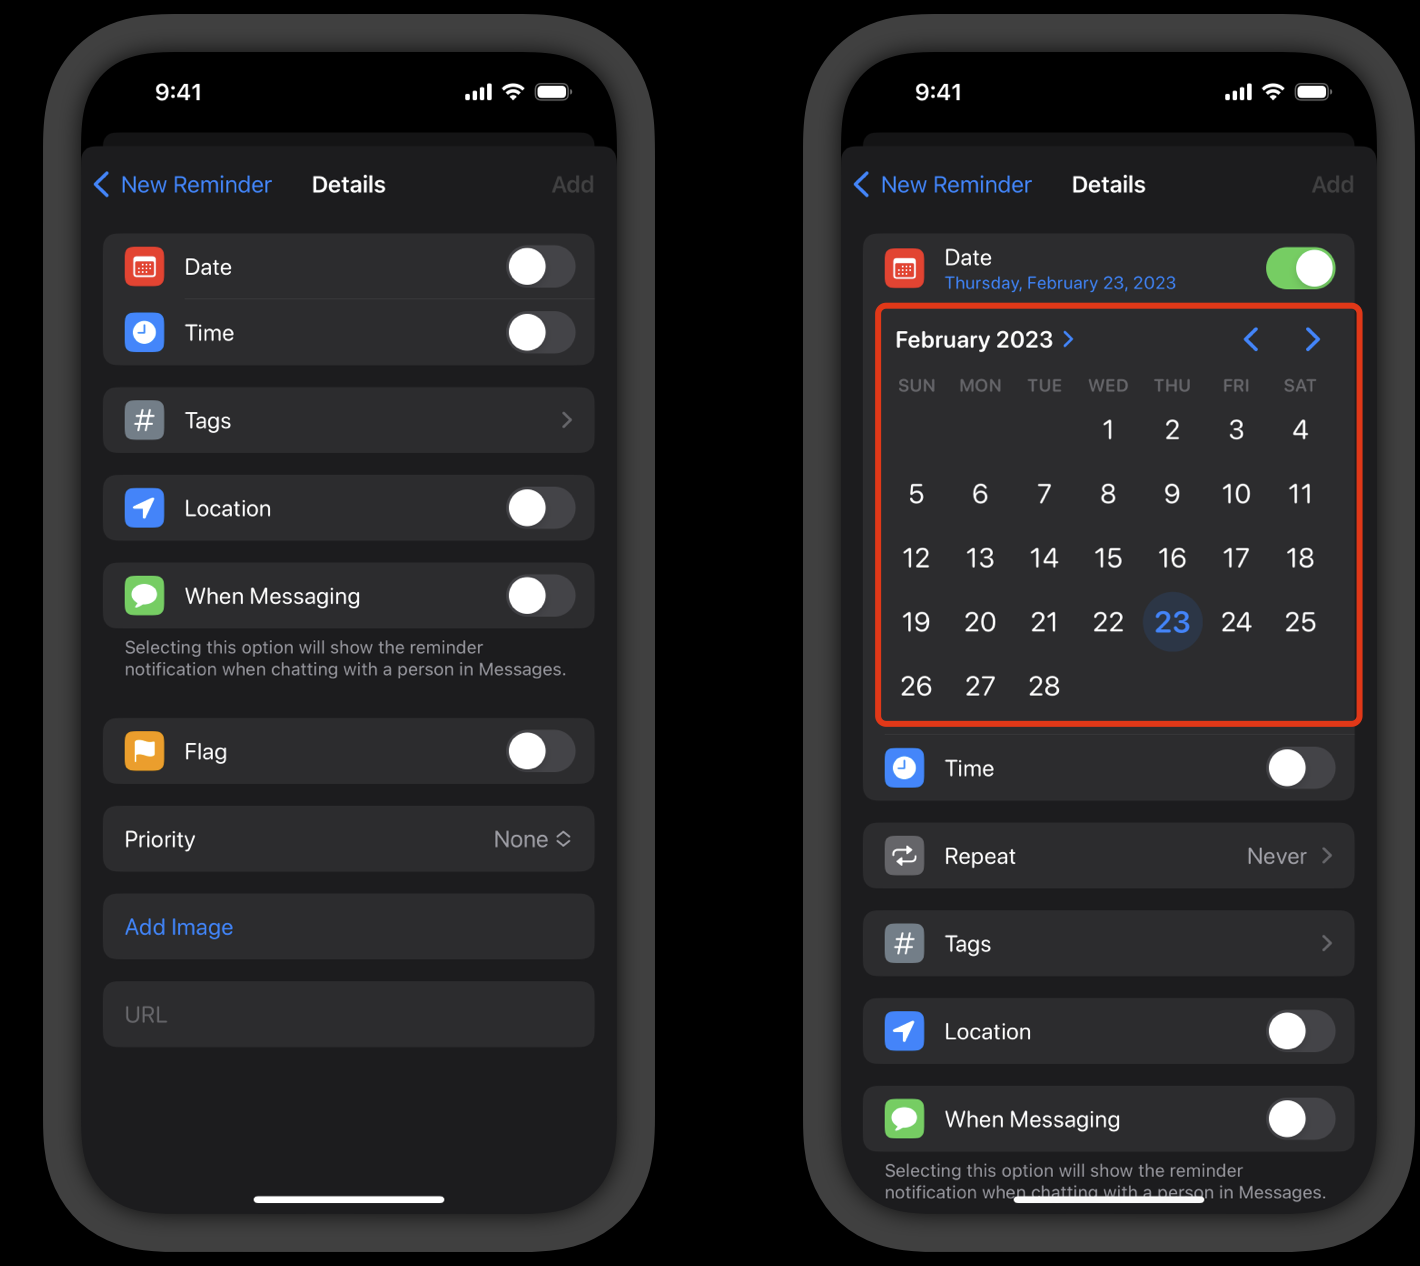 9:41
New Reminder
Details
Add
Date
Time
Tags
Location
When Messaging
Selecting this option will show the reminder
notification when chatting with a person in Messages.
Flag
Priority
None
Add Image
URL
9:41
New Reminder
Details
Add
Date
Thursday, February 23, 2023
February 2023
SUN MON TUE WED THU FRI SAT
1 2 3 4
5 6 7 8 9 10 11
12 13 14 15 16 17 18
19 20 21 22 23 24 25
26 27 28
Time
Repeat
Never
Tags
Location
When Messaging
Selecting this option will show the reminder
notification when chatting with a person in Messages.